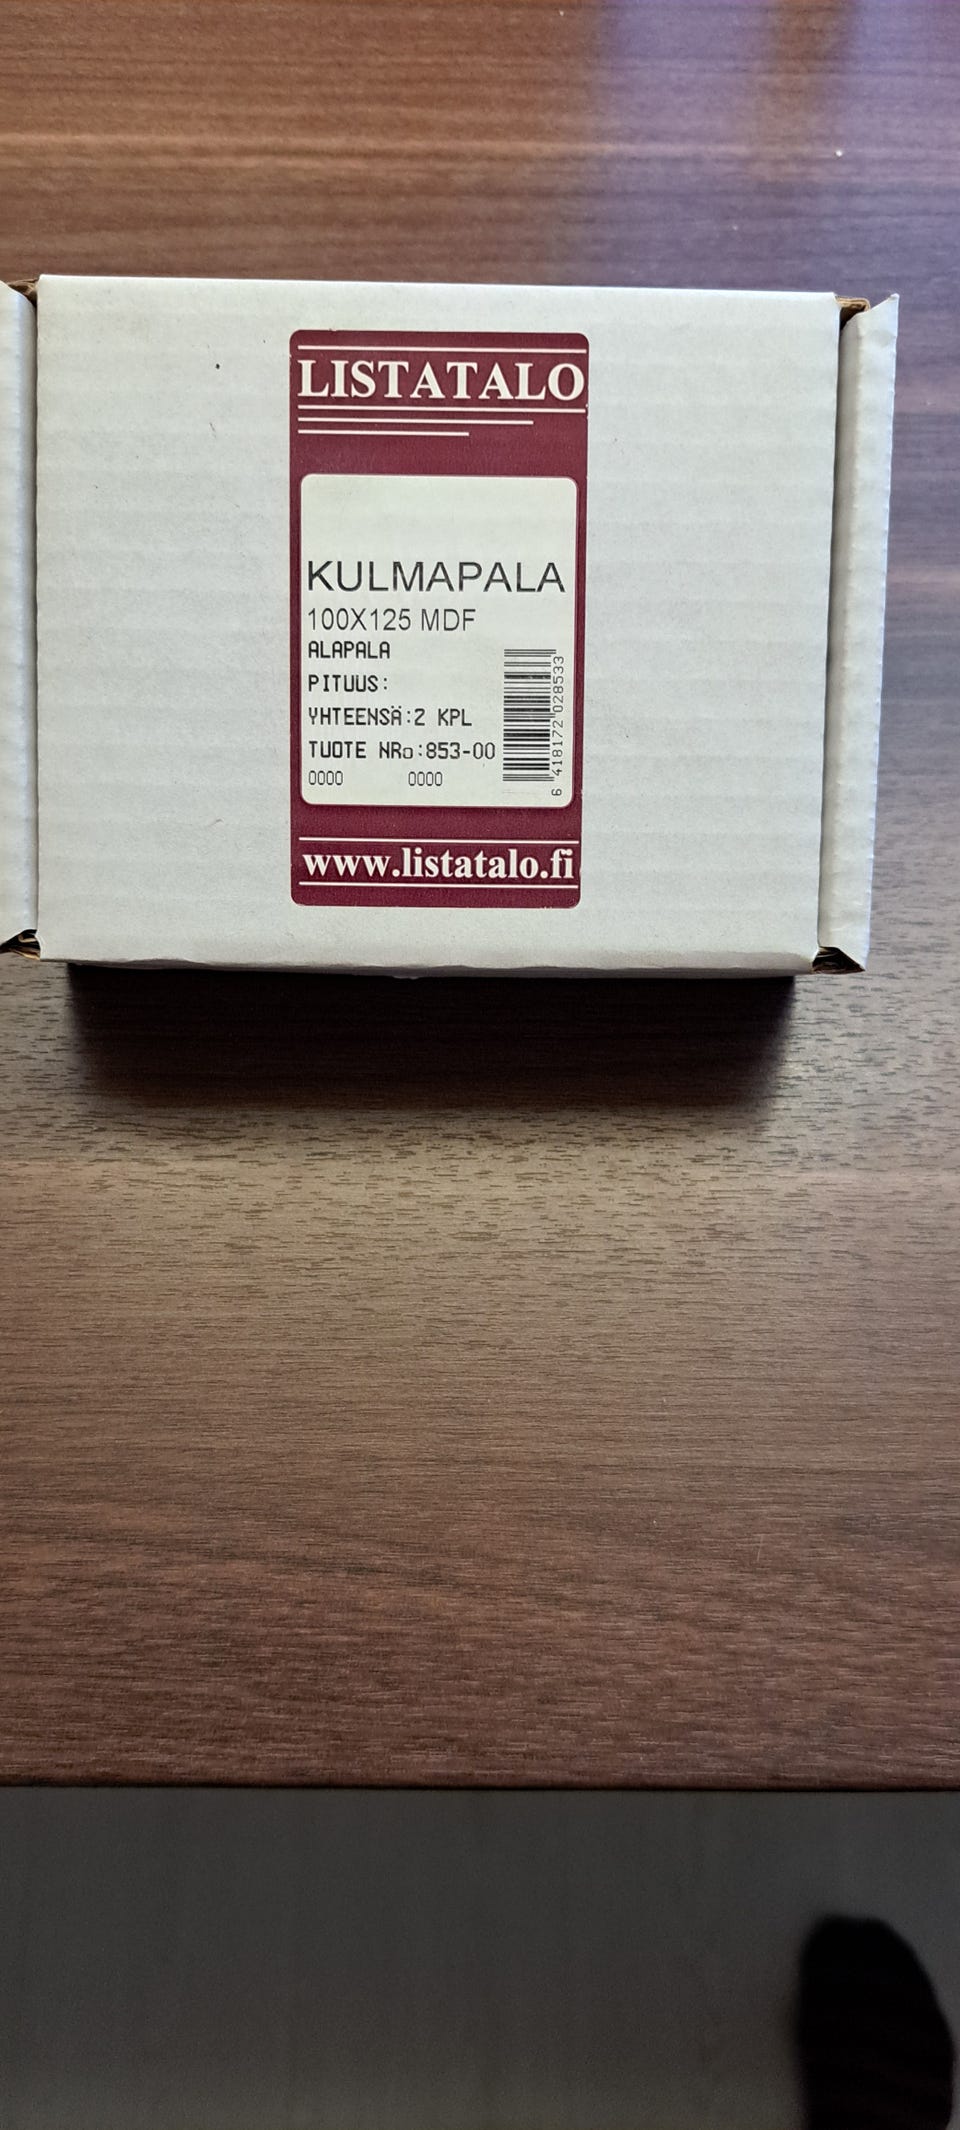 LISTATALO
KULMAPALA
100X125 MDF
ALAPALA
PITUUS:
YHTEENSÄ:2 KPL
TUOTE NRo:853-00
0000 0000
6 418172 028533
www.listatalo.fi